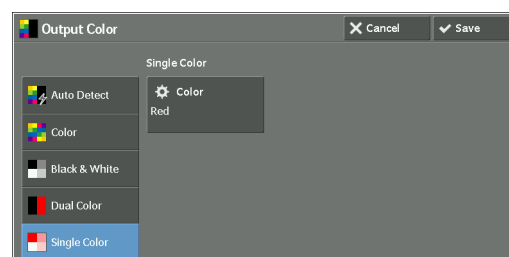 Output Color
Cancel
Save
Single Color
Auto Detect
Color
Red
Color
Black & White
Dual Color
Single Color